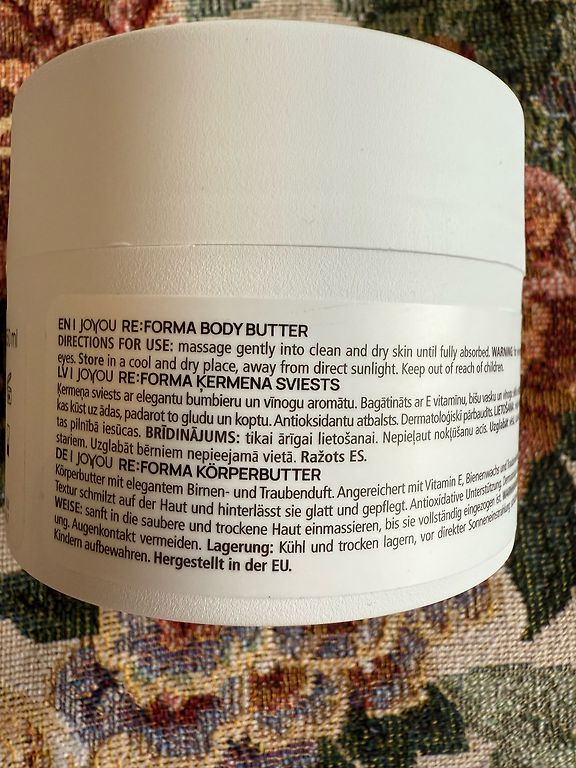 EN | JOYOU RE:FORMA BODY BUTTER
DIRECTIONS FOR USE: massage gently into clean and dry skin until fully absorbed. WARNING: for
eyes. Store in a cool and dry place, away from direct sunlight. Keep out of reach of children.
LV | JOYOU RE:FORMA ĶERMEŅA SVIESTS
Ķermeņa sviests ar elegantu bumbieru un vīnogu aromātu. Bagātināts ar E vitamīnu, bišu vasku un vīnogu
kas kūst uz ādas, padarot to gludu un koptu. Antioksidantu atbalsts. Dermatoloģiski pārbaudīts. LIETOŠANA:
tas pilnībā iesūcas. BRĪDINĀJUMS: tikai ārīgai lietošanai. Nepieļaut nokļūšanu acīs. Uzglabāt
stariem. Uzglabāt bērniem nepieejamā vietā. Ražots ES.
DE | JOYOU RE:FORMA KÖRPERBUTTER
Körperbutter mit elegantem Birnen- und Traubenduft. Angereichert mit Vitamin E, Bienenwachs und
Textur schmilzt auf der Haut und hinterlässt sie glatt und gepflegt. Antioxidative Unterstützung.
WEISE: sanft in die saubere und trockene Haut einmassieren, bis sie vollständig eingezogen ist.
ung. Augenkontakt vermeiden. Lagerung: Kühl und trocken lagern, vor direkter Sonneneinstrahlung
Kindern aufbewahren. Hergestellt in der EU.
ml